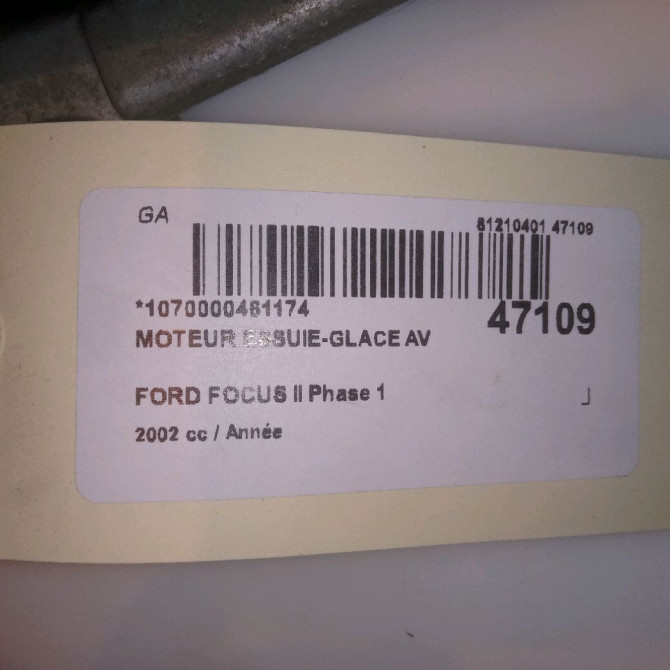 GA
81210401 47109
*1070000481174
47109
MOTEUR ESSUIE-GLACE AV
FORD FOCUS II Phase 1
2002 cc / Année